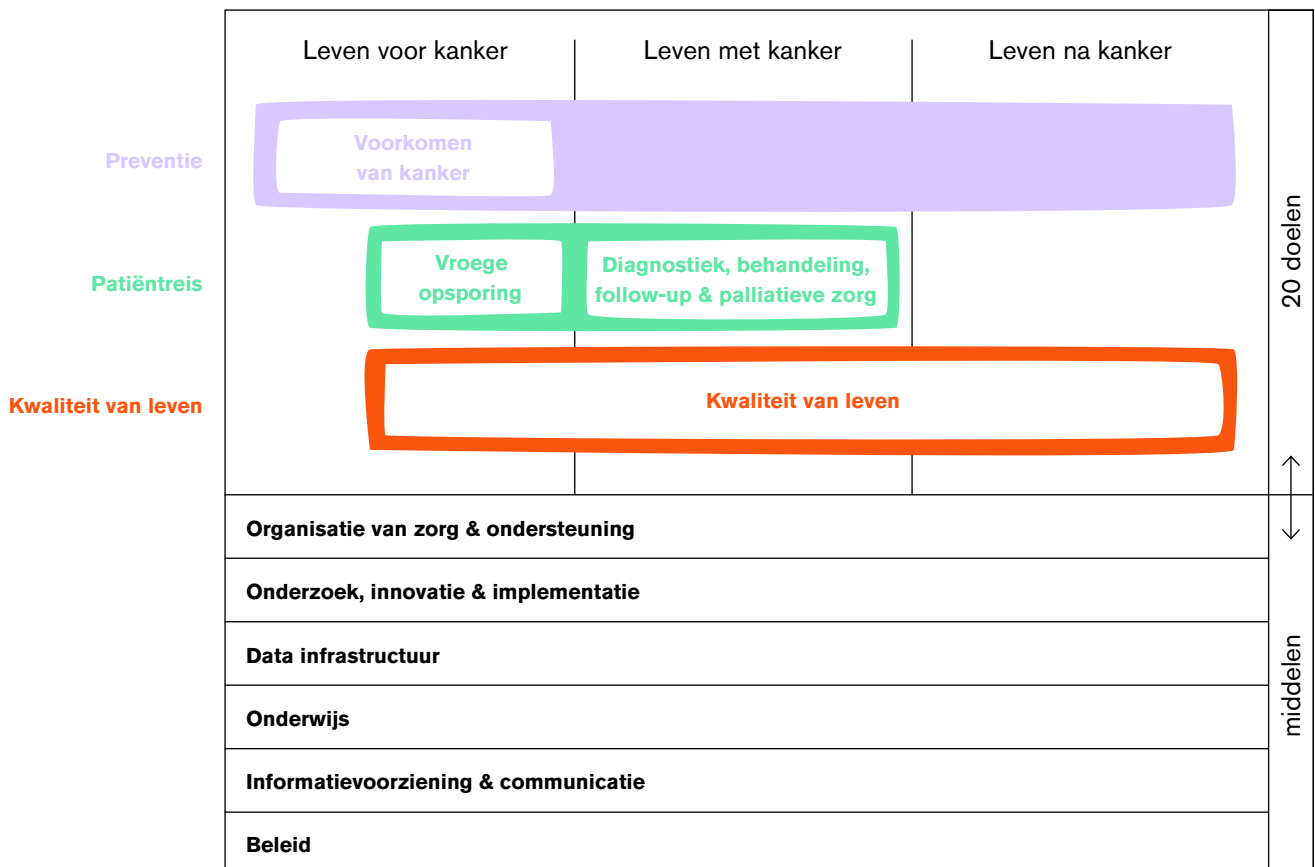 Leven voor kanker
Leven met kanker
Leven na kanker
Preventie
Voorkomen
van kanker
Patiëntreis
Vroege
opsporing
Diagnostiek, behandeling,
follow-up & palliatieve zorg
Kwaliteit van leven
Kwaliteit van leven
20 doelen
Organisatie van zorg & ondersteuning
Onderzoek, innovatie & implementatie
Data infrastructuur
Onderwijs
Informatievoorziening & communicatie
Beleid
middelen